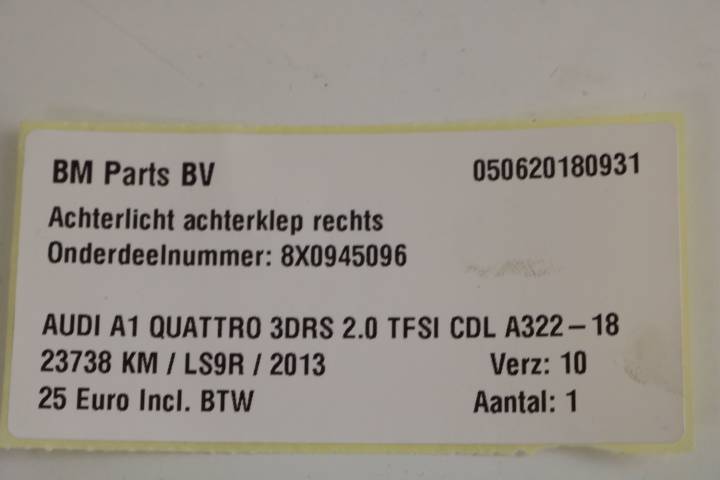 BM Parts BV 050620180931
Achterlicht achterklep rechts
Onderdeelnummer: 8X0945096
AUDI A1 QUATTRO 3DRS 2.0 TFSI CDL A322-18
23738 KM / LS9R / 2013 Verz: 10
25 Euro Incl. BTW Aantal: 1